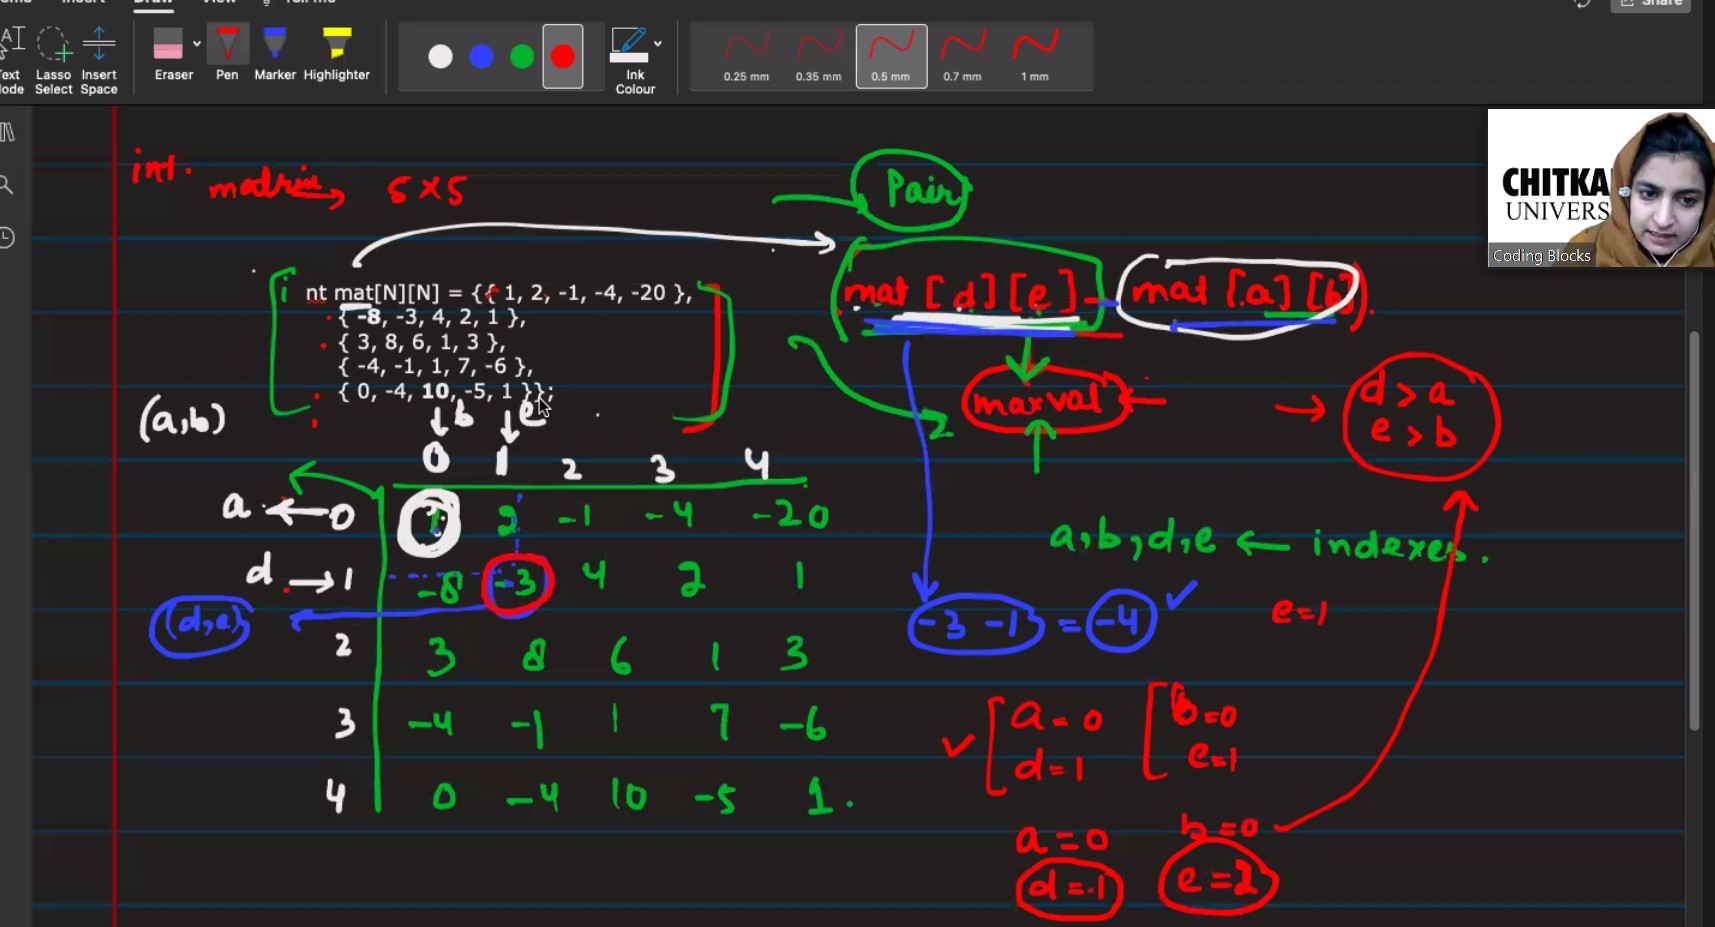 Draw
Share
Text Mode
Lasso Select
Insert Space
Eraser
Pen
Marker
Highlighter
Ink Colour
0.25 mm
0.35 mm
0.5 mm
0.7 mm
1 mm
CHITKA
UNIVERS
Coding Blocks
int.
matrix → 5 x 5
Pair
int mat[N][N] = {{ 1, 2, -1, -4, -20 },
{ -8, -3, 4, 2, 1 },
{ 3, 8, 6, 1, 3 },
{ -4, -1, 1, 7, -6 },
{ 0, -4, 10, -5, 1 }};
mat [d][e] - mat [a][b]
maxval ←
→ d > a
e > b
(a,b)
↓ b ↓ e
0 1 2 3 4
a ← 0 1 2 -1 -4 -20
d → 1 -8 -3 4 2 1
(d,e)
2 3 8 6 1 3
3 -4 -1 1 7 -6
4 0 -4 10 -5 1.
a,b,d,e ← indexes.
-3 -1 = -4 ✓
e=1
✓ a = 0 b=0
d=1 e=1
a=0 b=0
d=1 e=2